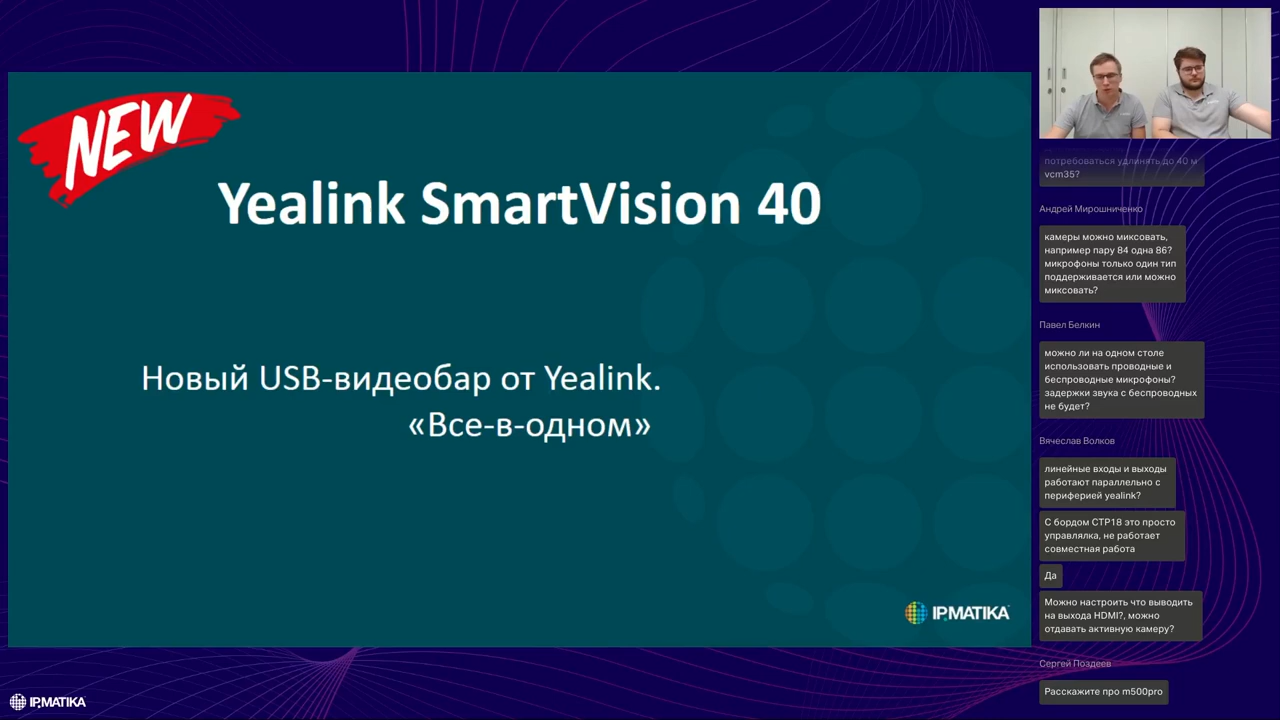 NEW
Yealink SmartVision 40
Новый USB-видеобар от Yealink.
«Все-в-одном»
IPMATIKA
IPMATIKA
потребоваться удлинять до 40 м
vcm35?
Андрей Мирошниченко
камеры можно миксовать,
например пару 84 одна 86?
микрофоны только один тип
поддерживается или можно
миксовать?
Павел Белкин
можно ли на одном столе
использовать проводные и
беспроводные микрофоны?
задержки звука с беспроводных
не будет?
Вячеслав Волков
линейные входы и выходы
работают параллельно с
периферией yealink?
С бордом CTP18 это просто
управлялка, не работает
совместная работа
Да
Можно настроить что выводить
на выхода HDMI?, можно
отдавать активную камеру?
Сергей Поздеев
Расскажите про m500pro